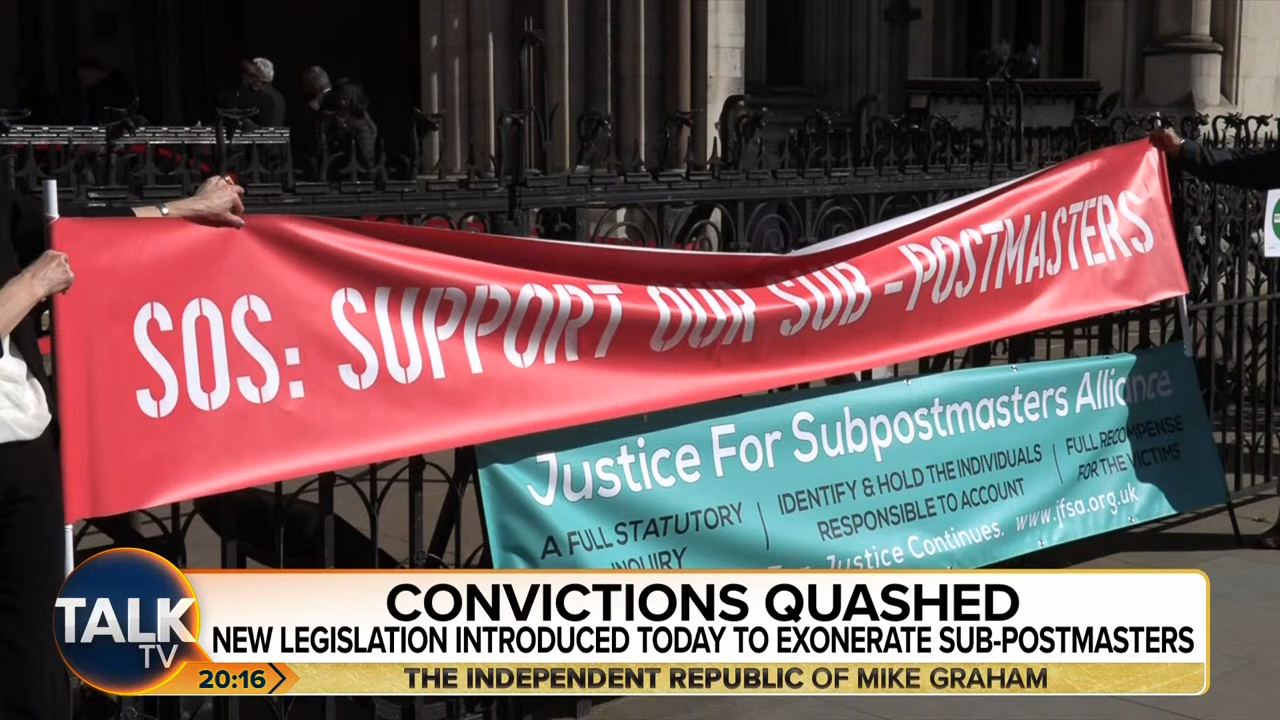 SOS: SUPPORT OUR SUB-POSTMASTERS
Justice For Subpostmasters Alliance
A FULL STATUTORY
INQUIRY
IDENTIFY & HOLD THE INDIVIDUALS
RESPONSIBLE TO ACCOUNT
FULL RECOMPENSE
FOR THE VICTIMS
For Justice Continues. www.jfsa.org.uk
TALK
TV
CONVICTIONS QUASHED
NEW LEGISLATION INTRODUCED TODAY TO EXONERATE SUB-POSTMASTERS
20:16
THE INDEPENDENT REPUBLIC OF MIKE GRAHAM